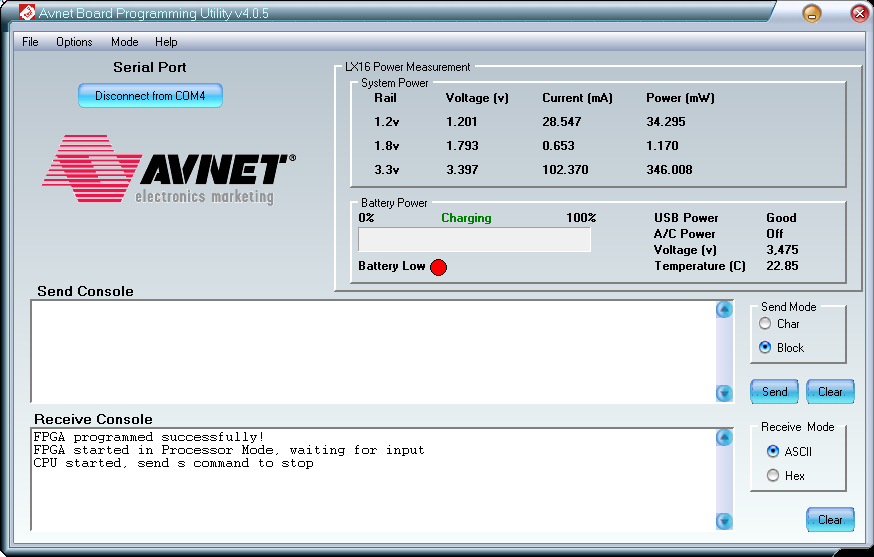 Avnet Board Programming Utility v4.0.5
File Options Mode Help
Serial Port
Disconnect from COM4
AVNET®
electronics marketing
LX16 Power Measurement
System Power
Rail Voltage (v) Current (mA) Power (mW)
1.2v 1.201 28.547 34.295
1.8v 1.793 0.653 1.170
3.3v 3.397 102.370 346.008
Battery Power
0% Charging 100%
Battery Low
USB Power Good
A/C Power Off
Voltage (v) 3,475
Temperature (C) 22.85
Send Console
Send Mode
Char
Block
Send Clear
Receive Console
FPGA programmed successfully!
FPGA started in Processor Mode, waiting for input
CPU started, send s command to stop
Receive Mode
ASCII
Hex
Clear